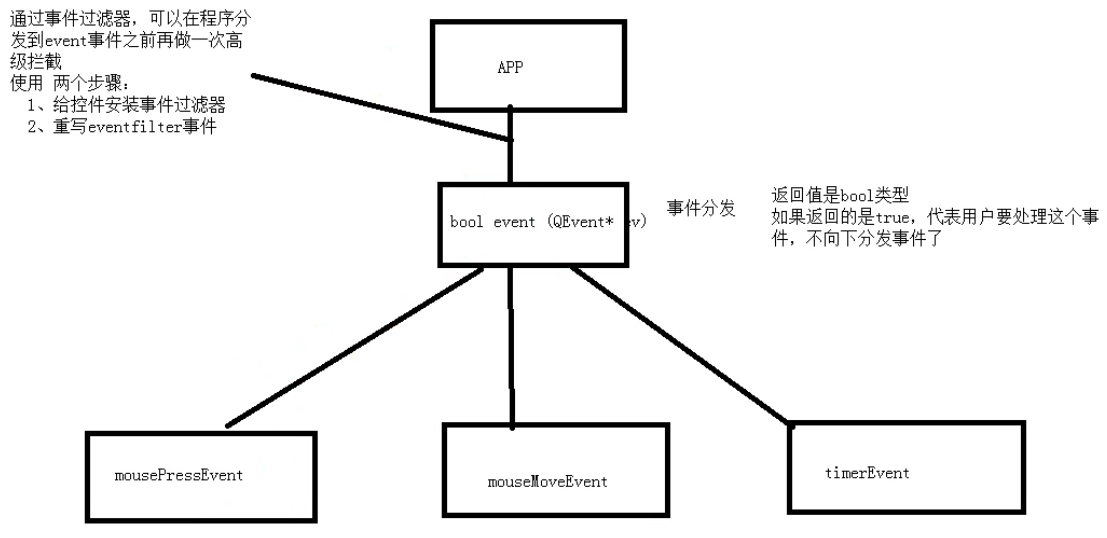 通过事件过滤器，可以在程序分
发到event事件之前再做一次高
级拦截
使用 两个步骤：
1、给控件安装事件过滤器
2、重写eventfilter事件
APP
bool event (QEvent* ev)
事件分发
返回值是bool类型
如果返回的是true，代表用户要处理这个事
件，不向下分发事件了
mousePressEvent
mouseMoveEvent
timerEvent